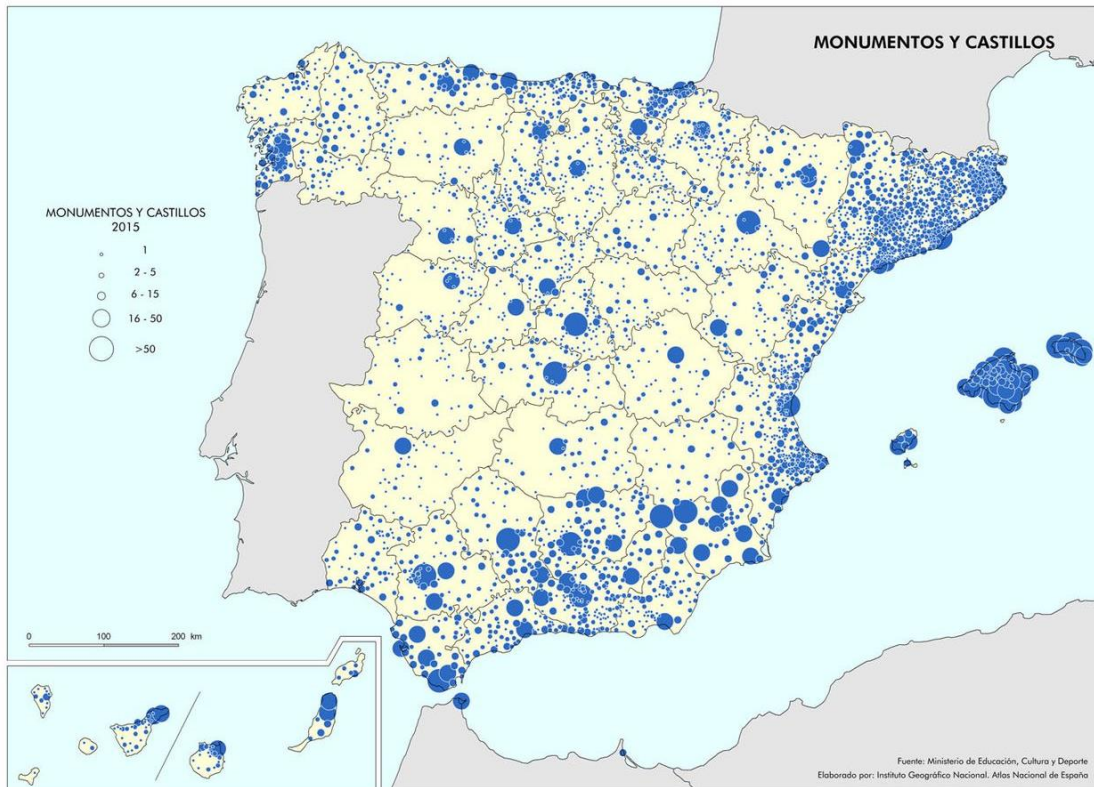 MONUMENTOS Y CASTILLOS
MONUMENTOS Y CASTILLOS
2015
1
2 - 5
6 - 15
16 - 50
>50
0 100 200 km
Fuente: Ministerio de Educación, Cultura y Deporte
Elaborado por: Instituto Geográfico Nacional. Atlas Nacional de España